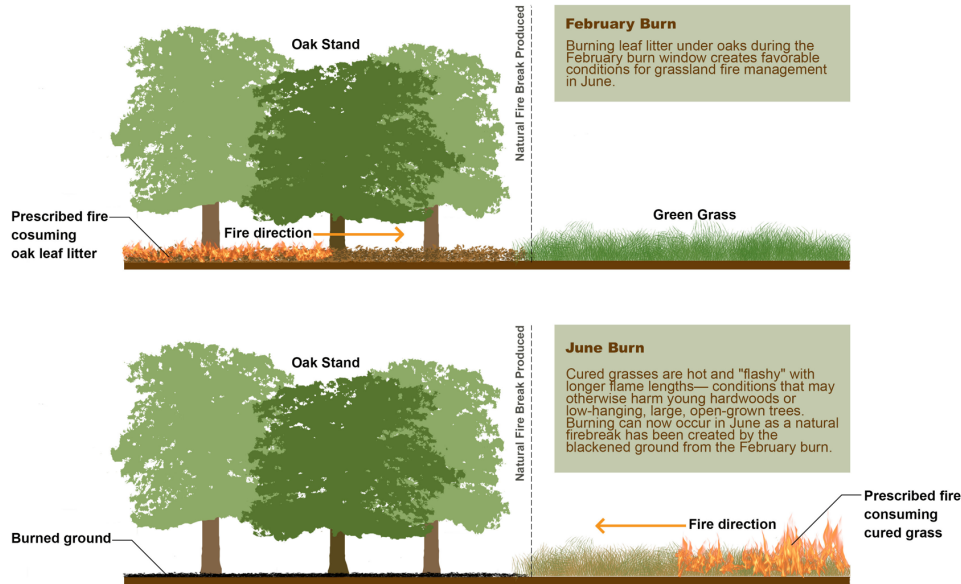 Oak Stand
Natural Fire Break Produced
February Burn
Burning leaf litter under oaks during the
February burn window creates favorable
conditions for grassland fire management
in June.
Prescribed fire
cosuming
oak leaf litter
Fire direction
Green Grass
Oak Stand
Natural Fire Break Produced
June Burn
Cured grasses are hot and "flashy" with
longer flame lengths— conditions that may
otherwise harm young hardwoods or
low-hanging, large, open-grown trees.
Burning can now occur in June as a natural
firebreak has been created by the
blackened ground from the February burn.
Burned ground
Fire direction
Prescribed fire
consuming
cured grass